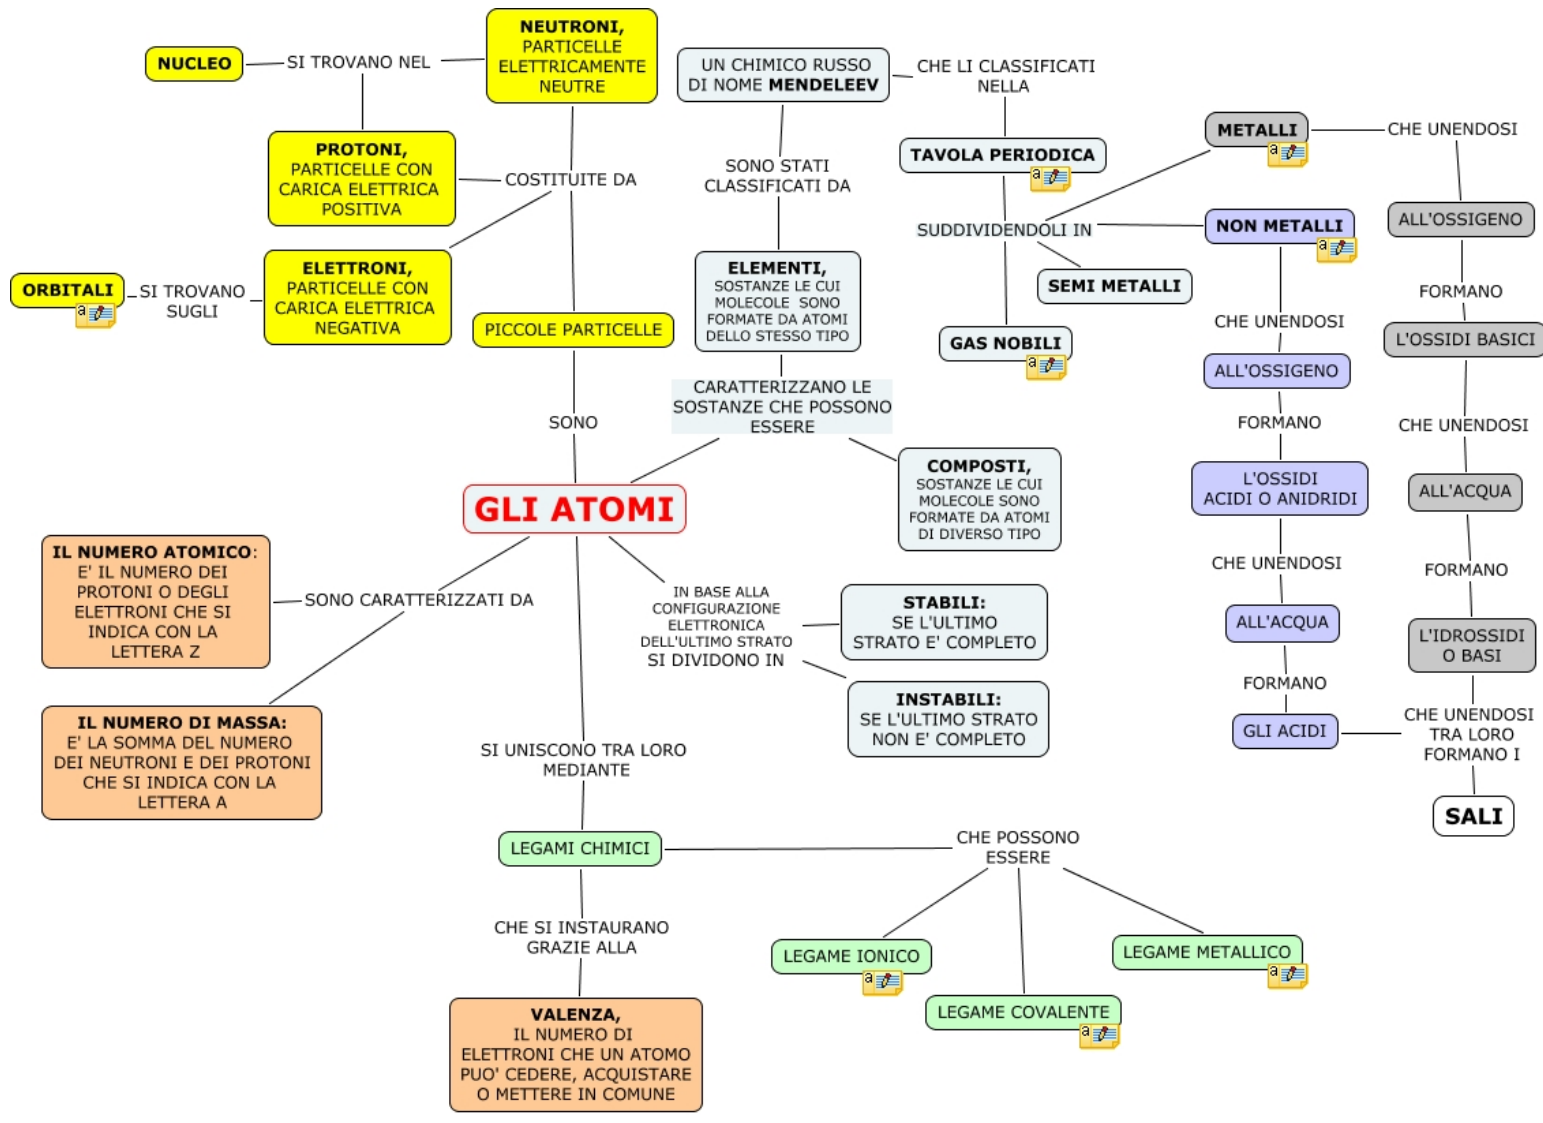 NUCLEO
SI TROVANO NEL
NEUTRONI,
PARTICELLE
ELETTRICAMENTE
NEUTRE
PROTONI,
PARTICELLE CON
CARICA ELETTRICA
POSITIVA
COSTITUITE DA
ORBITALI
a
SI TROVANO
SUGLI
ELETTRONI,
PARTICELLE CON
CARICA ELETTRICA
NEGATIVA
PICCOLE PARTICELLE
SONO
GLI ATOMI
UN CHIMICO RUSSO
DI NOME MENDELEEV
CHE LI CLASSIFICATI
NELLA
SONO STATI
CLASSIFICATI DA
TAVOLA PERIODICA
a
ELEMENTI,
SOSTANZE LE CUI
MOLECOLE SONO
FORMATE DA ATOMI
DELLO STESSO TIPO
SUDDIVIDENDOLI IN
METALLI
a
NON METALLI
a
SEMI METALLI
GAS NOBILI
a
CARATTERIZZANO LE
SOSTANZE CHE POSSONO
ESSERE
COMPOSTI,
SOSTANZE LE CUI
MOLECOLE SONO
FORMATE DA ATOMI
DI DIVERSO TIPO
CHE UNENDOSI
ALL'OSSIGENO
FORMANO
L'OSSIDI BASICI
CHE UNENDOSI
ALL'ACQUA
FORMANO
L'IDROSSIDI
O BASI
CHE UNENDOSI
ALL'OSSIGENO
FORMANO
L'OSSIDI
ACIDI O ANIDRIDI
CHE UNENDOSI
ALL'ACQUA
FORMANO
GLI ACIDI
CHE UNENDOSI
TRA LORO
FORMANO I
SALI
IL NUMERO ATOMICO:
E' IL NUMERO DEI
PROTONI O DEGLI
ELETTRONI CHE SI
INDICA CON LA
LETTERA Z
SONO CARATTERIZZATI DA
IL NUMERO DI MASSA:
E' LA SOMMA DEL NUMERO
DEI NEUTRONI E DEI PROTONI
CHE SI INDICA CON LA
LETTERA A
IN BASE ALLA
CONFIGURAZIONE
ELETTRONICA
DELL'ULTIMO STRATO
SI DIVIDONO IN
STABILI:
SE L'ULTIMO
STRATO E' COMPLETO
INSTABILI:
SE L'ULTIMO STRATO
NON E' COMPLETO
SI UNISCONO TRA LORO
MEDIANTE
LEGAMI CHIMICI
CHE POSSONO
ESSERE
LEGAME IONICO
a
LEGAME COVALENTE
a
LEGAME METALLICO
a
CHE SI INSTAURANO
GRAZIE ALLA
VALENZA,
IL NUMERO DI
ELETTRONI CHE UN ATOMO
PUO' CEDERE, ACQUISTARE
O METTERE IN COMUNE